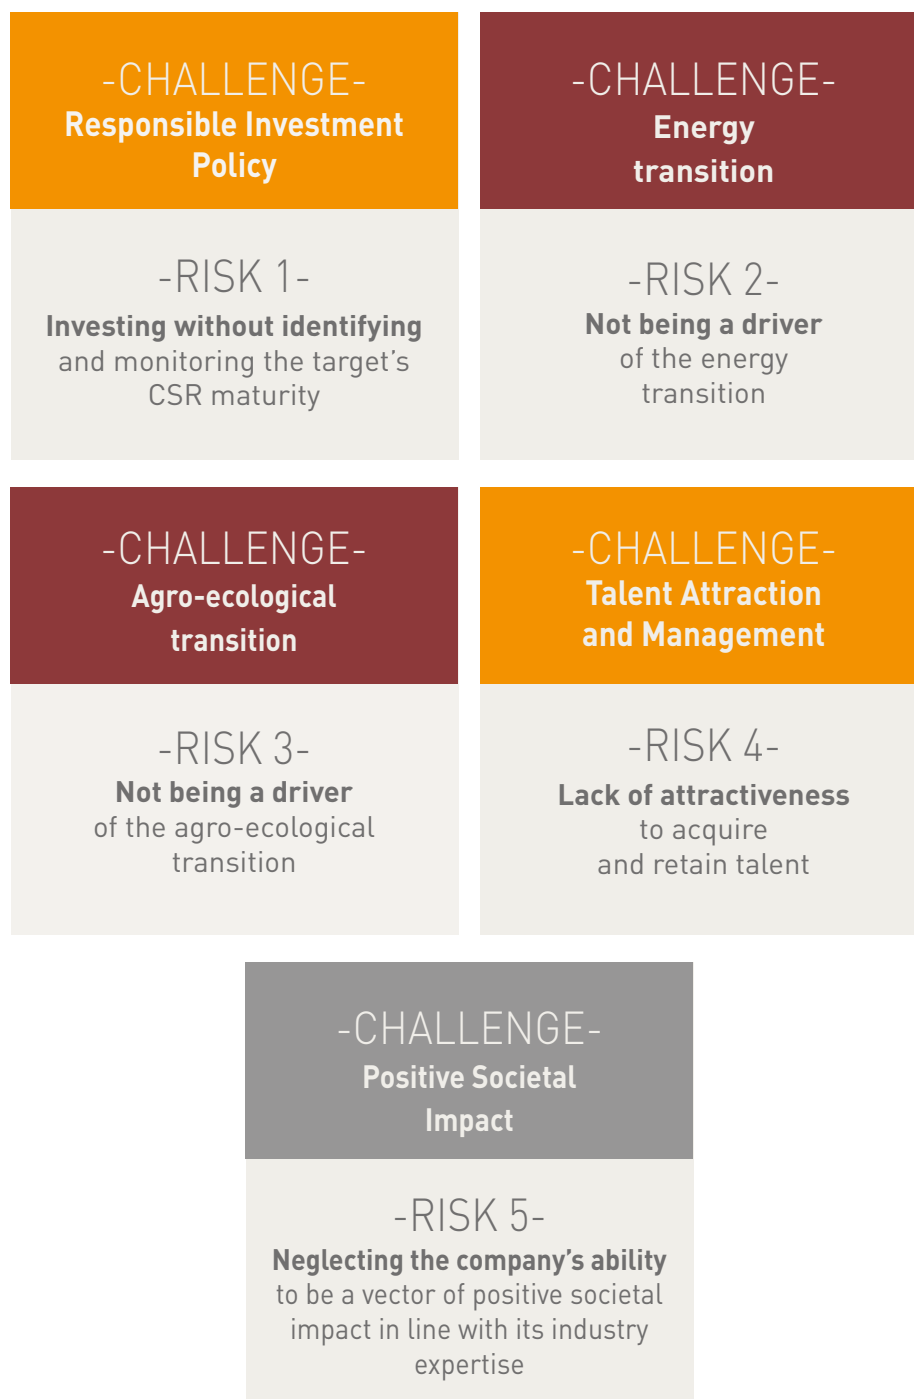 -CHALLENGE-
Responsible Investment
Policy
-RISK 1-
Investing without identifying
and monitoring the target’s
CSR maturity
-CHALLENGE-
Energy
transition
-RISK 2-
Not being a driver
of the energy
transition
-CHALLENGE-
Agro-ecological
transition
-RISK 3-
Not being a driver
of the agro-ecological
transition
-CHALLENGE-
Talent Attraction
and Management
-RISK 4-
Lack of attractiveness
to acquire
and retain talent
-CHALLENGE-
Positive Societal
Impact
-RISK 5-
Neglecting the company’s ability
to be a vector of positive societal
impact in line with its industry
expertise